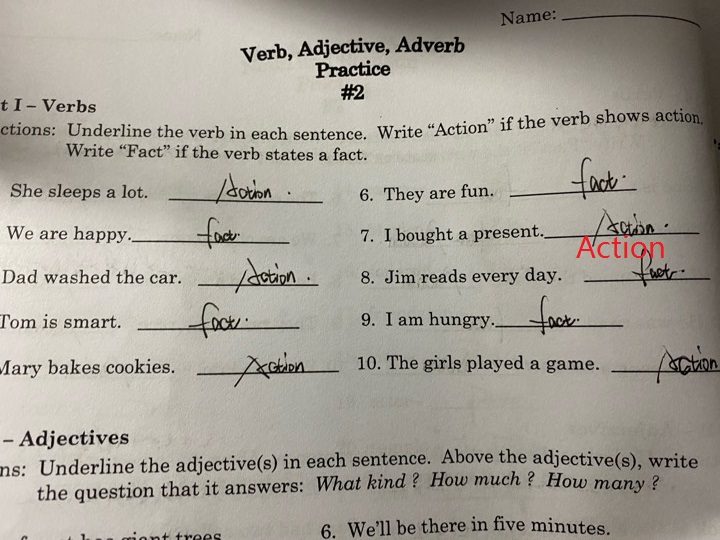 Name:
Verb, Adjective, Adverb
Practice
#2
t I – Verbs
ctions: Underline the verb in each sentence. Write “Action” if the verb shows action.
Write “Fact” if the verb states a fact.
She sleeps a lot. Action.
We are happy. fact.
Dad washed the car. Action.
Tom is smart. fact.
Mary bakes cookies. Action
6. They are fun. fact.
7. I bought a present. Action.
Action
8. Jim reads every day. fact.
9. I am hungry. fact.
10. The girls played a game. Action
– Adjectives
ns: Underline the adjective(s) in each sentence. Above the adjective(s), write
the question that it answers: What kind ? How much ? How many ?
giant trees
6. We’ll be there in five minutes.